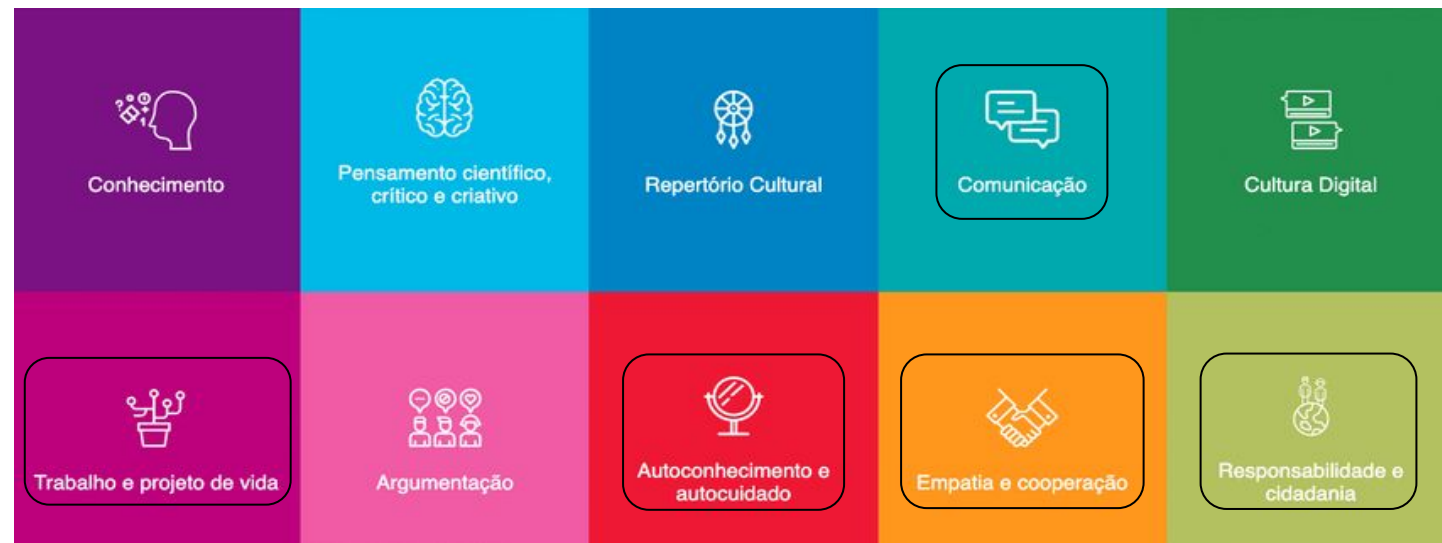 Conhecimento
Pensamento científico,
crítico e criativo
Repertório Cultural
Comunicação
Cultura Digital
Trabalho e projeto de vida
Argumentação
Autoconhecimento e
autocuidado
Empatia e cooperação
Responsabilidade e
cidadania